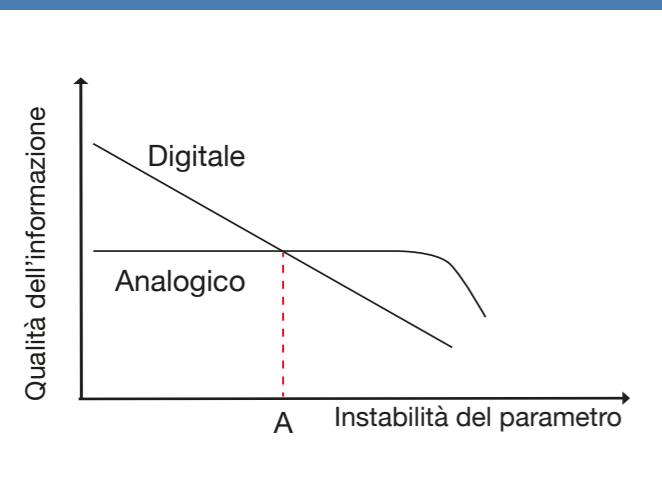 Qualità dell'informazione
Digitale
Analogico
A
Instabilità del parametro